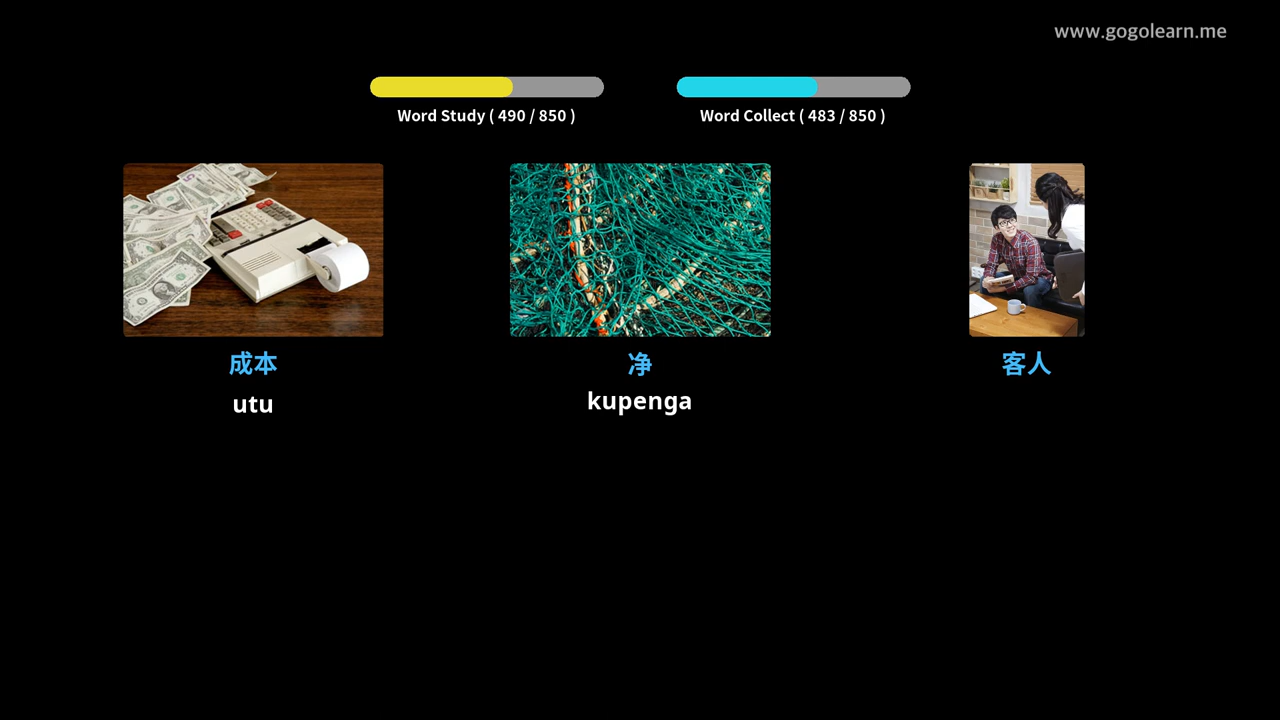 www.gogolearn.me
Word Study ( 490 / 850 )
Word Collect ( 483 / 850 )
成本
净
客人
utu
kupenga